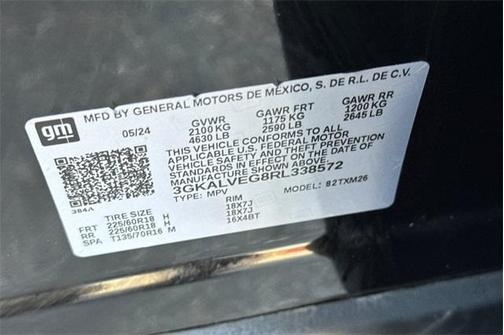 gm
MFD BY GENERAL MOTORS DE MEXICO, S. DE R.L. DE C.V.
05/24 GVWR GAWR FRT GAWR RR
2100 KG 1175 KG 1200 KG
4630 LB 2590 LB 2645 LB
THIS VEHICLE CONFORMS TO ALL
APPLICABLE U.S. FEDERAL MOTOR
VEHICLE SAFETY AND THEFT PREVENTION
STANDARDS IN EFFECT ON THE DATE OF
MANUFACTURE SHOWN ABOVE.
3GKALVEG8RL338572
TYPE: MPV MODEL: 82TXM26
384A
TIRE SIZE RIM
FRT 225/60R18 H 18X7J
RR 225/60R18 H 18X7J
SPA T135/70R16 M 16X4BT